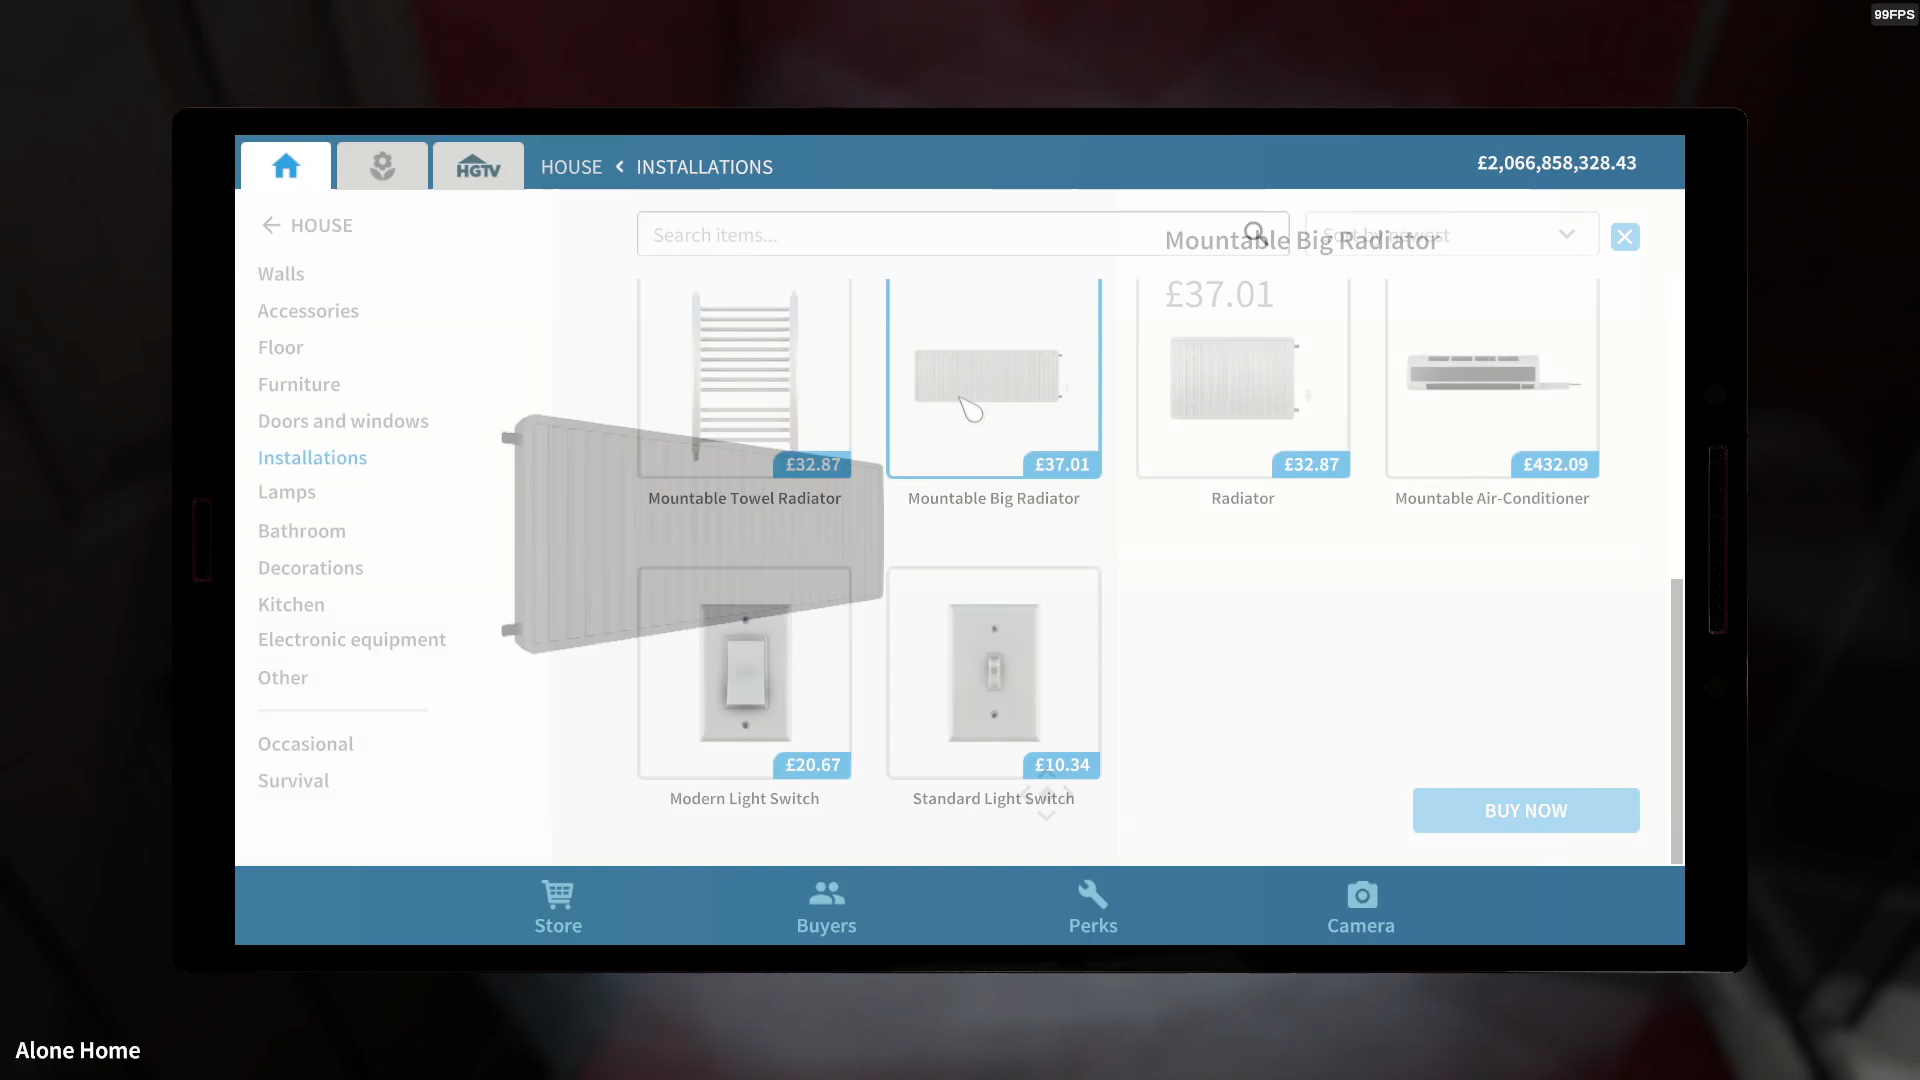 99FPS
HGTV
HOUSE < INSTALLATIONS
£2,066,858,328.43
HOUSE
Search items...
Sort by newest
Mountable Big Radiator
£37.01
Walls
Accessories
Floor
Furniture
Doors and windows
Installations
Lamps
Bathroom
Decorations
Kitchen
Electronic equipment
Other
Occasional
Survival
£32.87
£37.01
£32.87
£432.09
Mountable Towel Radiator
Mountable Big Radiator
Radiator
Mountable Air-Conditioner
£20.67
£10.34
Modern Light Switch
Standard Light Switch
BUY NOW
Store
Buyers
Perks
Camera
Alone Home